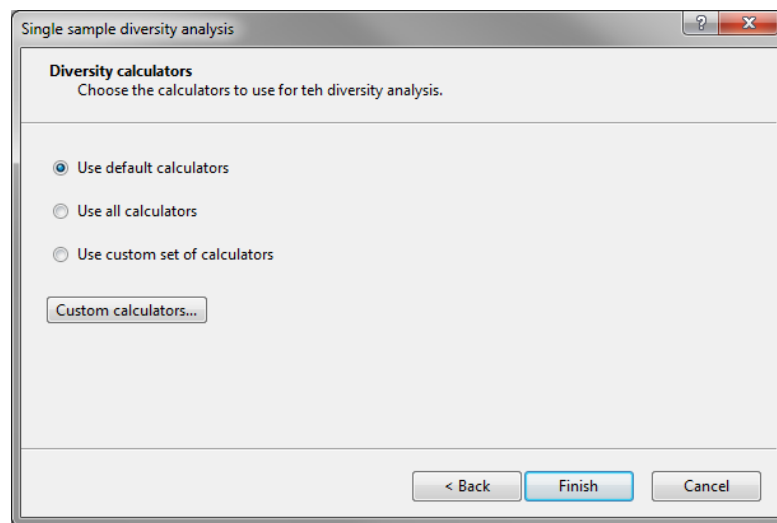 Single sample diversity analysis
?
Diversity calculators
Choose the calculators to use for teh diversity analysis.
Use default calculators
Use all calculators
Use custom set of calculators
Custom calculators...
< Back
Finish
Cancel